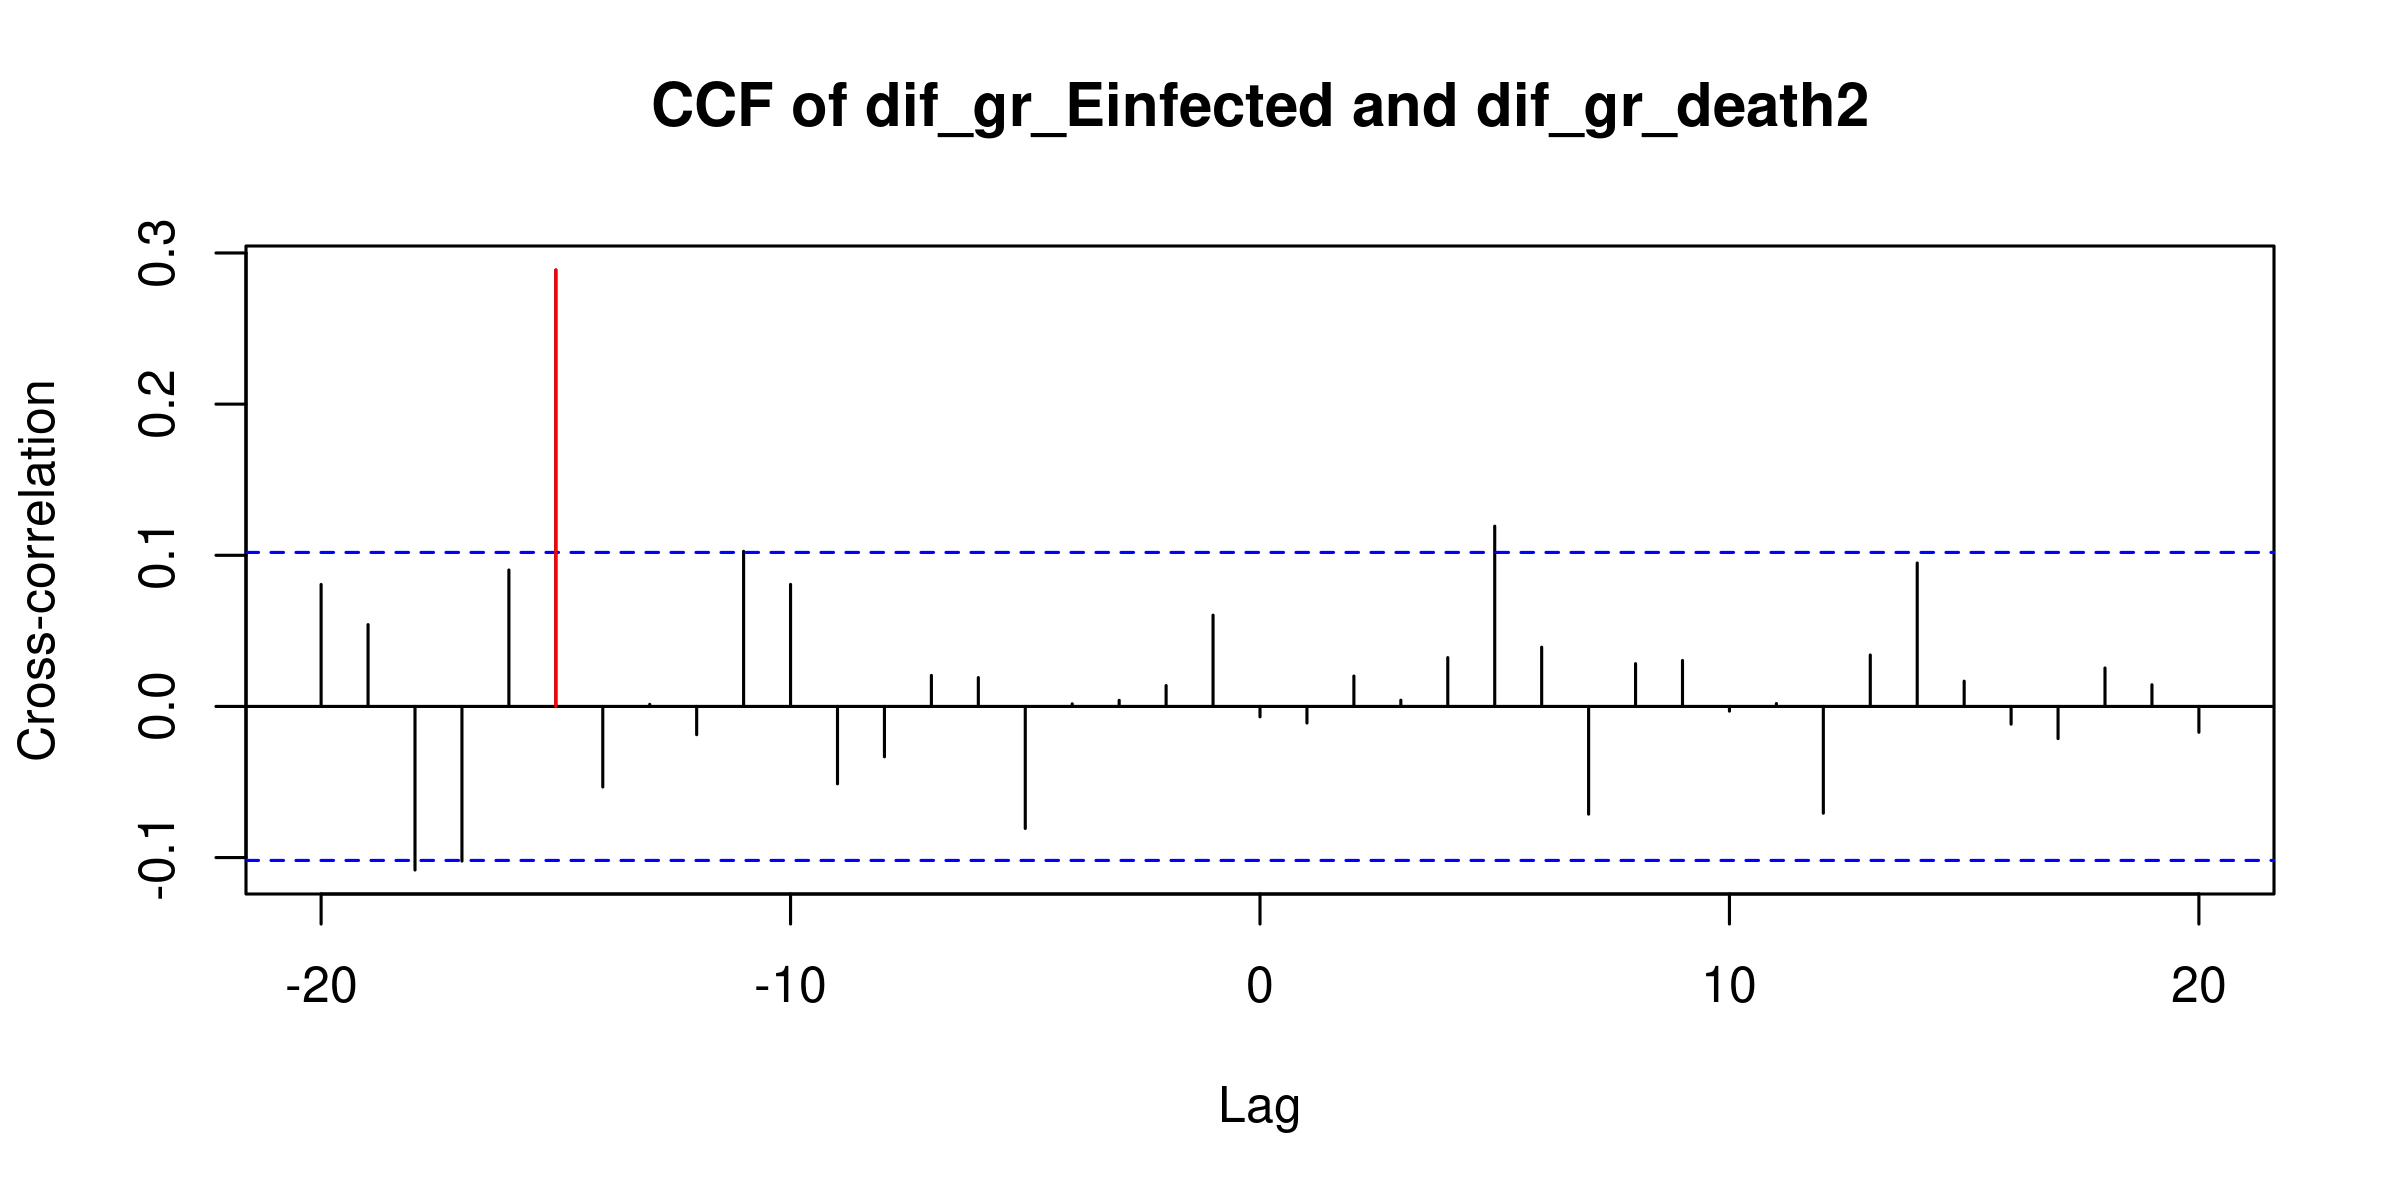 CCF of dif_gr_Einfected and dif_gr_death2
Cross-correlation
0.3
0.2
0.1
0.0
-0.1
-20 -10 0 10 20
Lag